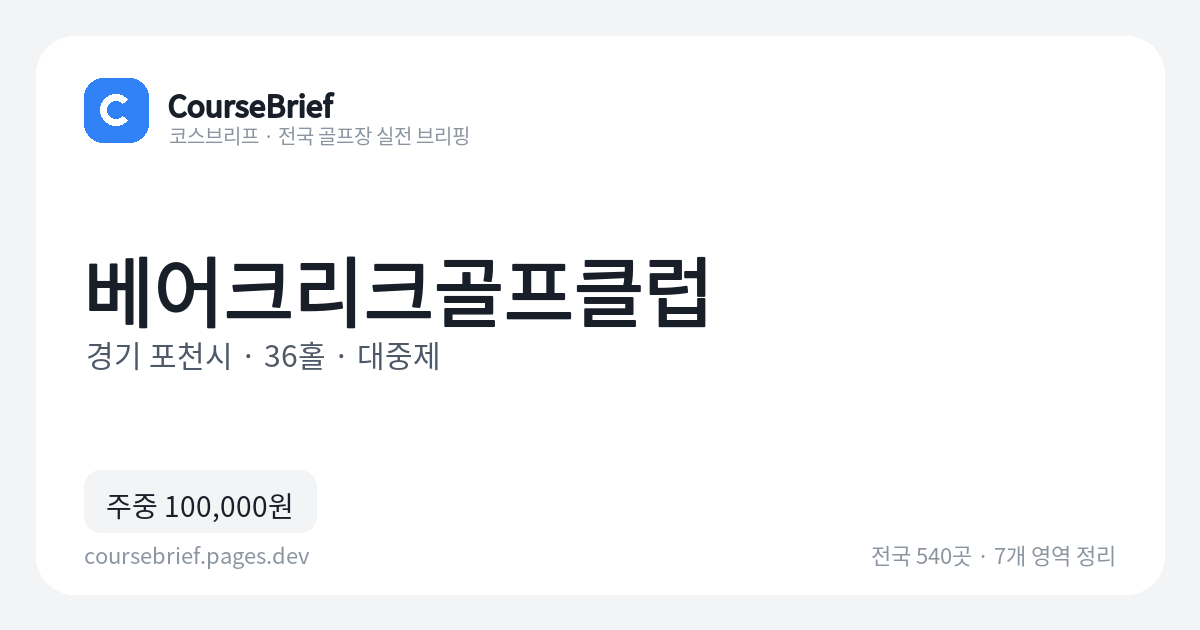 CourseBrief
코스브리프 · 전국 골프장 실전 브리핑
베어크리크골프클럽
경기 포천시 · 36홀 · 대중제
주중 100,000원
coursebrief.pages.dev
전국 540곳 · 7개 영역 정리